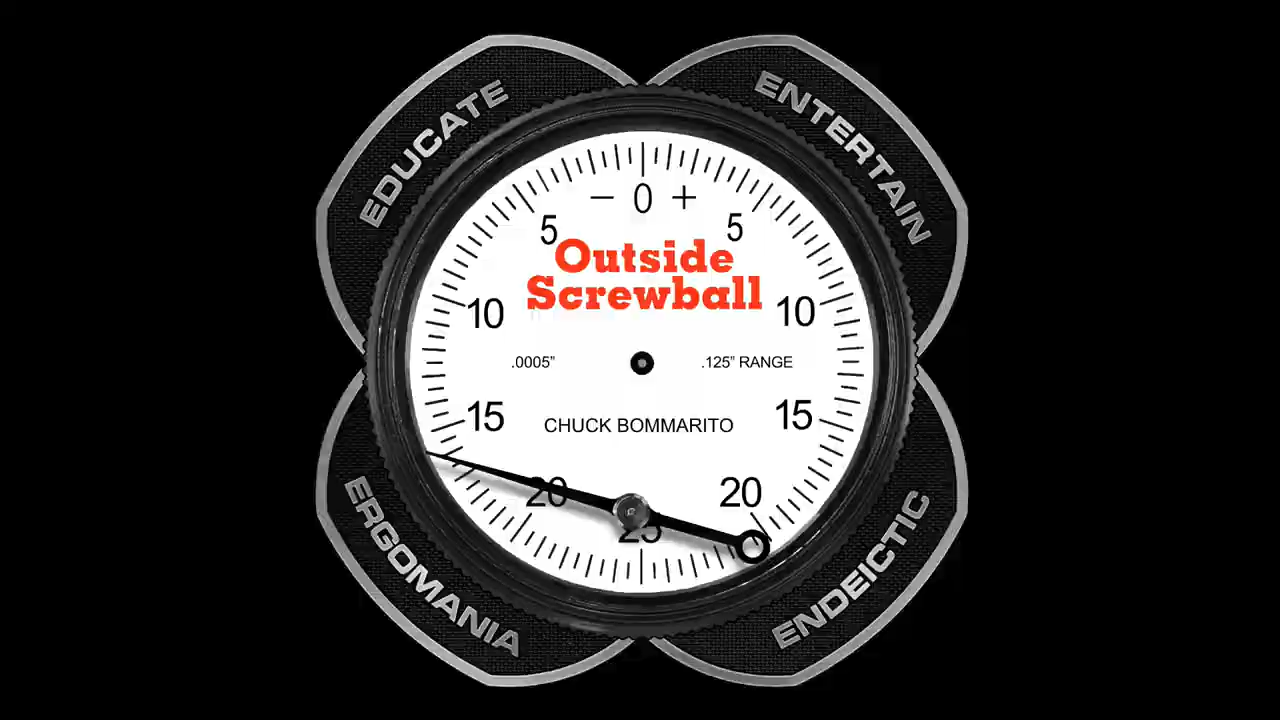 EDUCATE
ENTERTAIN
− 0 +
5 5
Outside
Screwball
10 10
.0005" .125" RANGE
15 15
CHUCK BOMMARITO
20 20
25
ERGOMANIA
ENDEICTIC